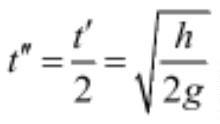 t″ = t′/2 = √(h/2g)